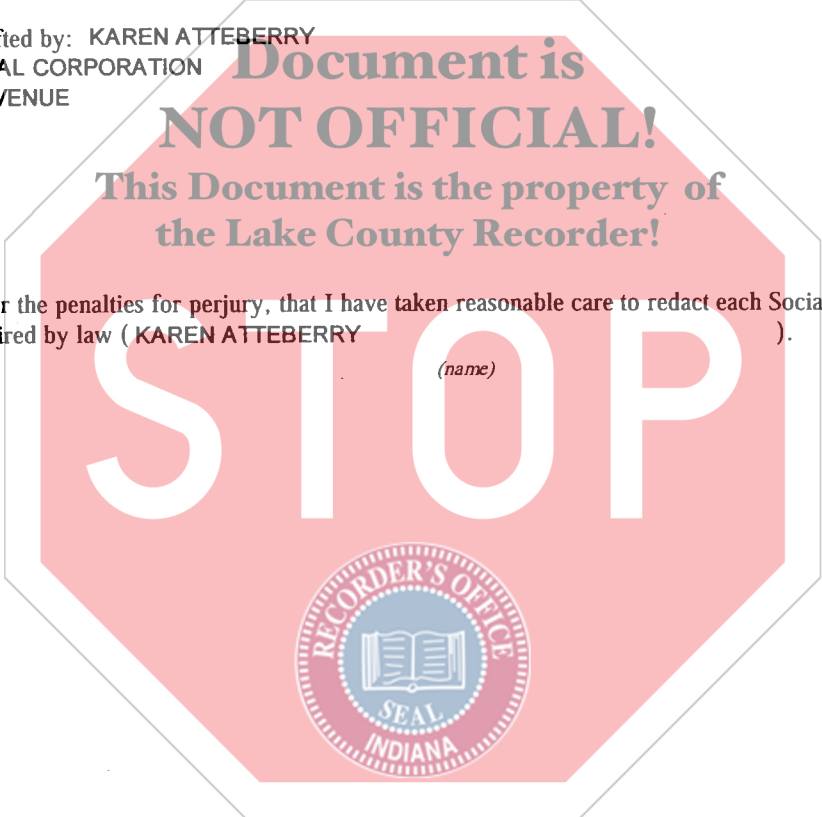 fted by: KAREN ATTEBERRY
AL CORPORATION
VENUE
Document is
NOT OFFICIAL!
This Document is the property of
the Lake County Recorder!
r the penalties for perjury, that I have taken reasonable care to redact each Socia
ired by law ( KAREN ATTEBERRY ).
(name)
STOP
RECORDER'S OFFICE
SEAL
INDIANA